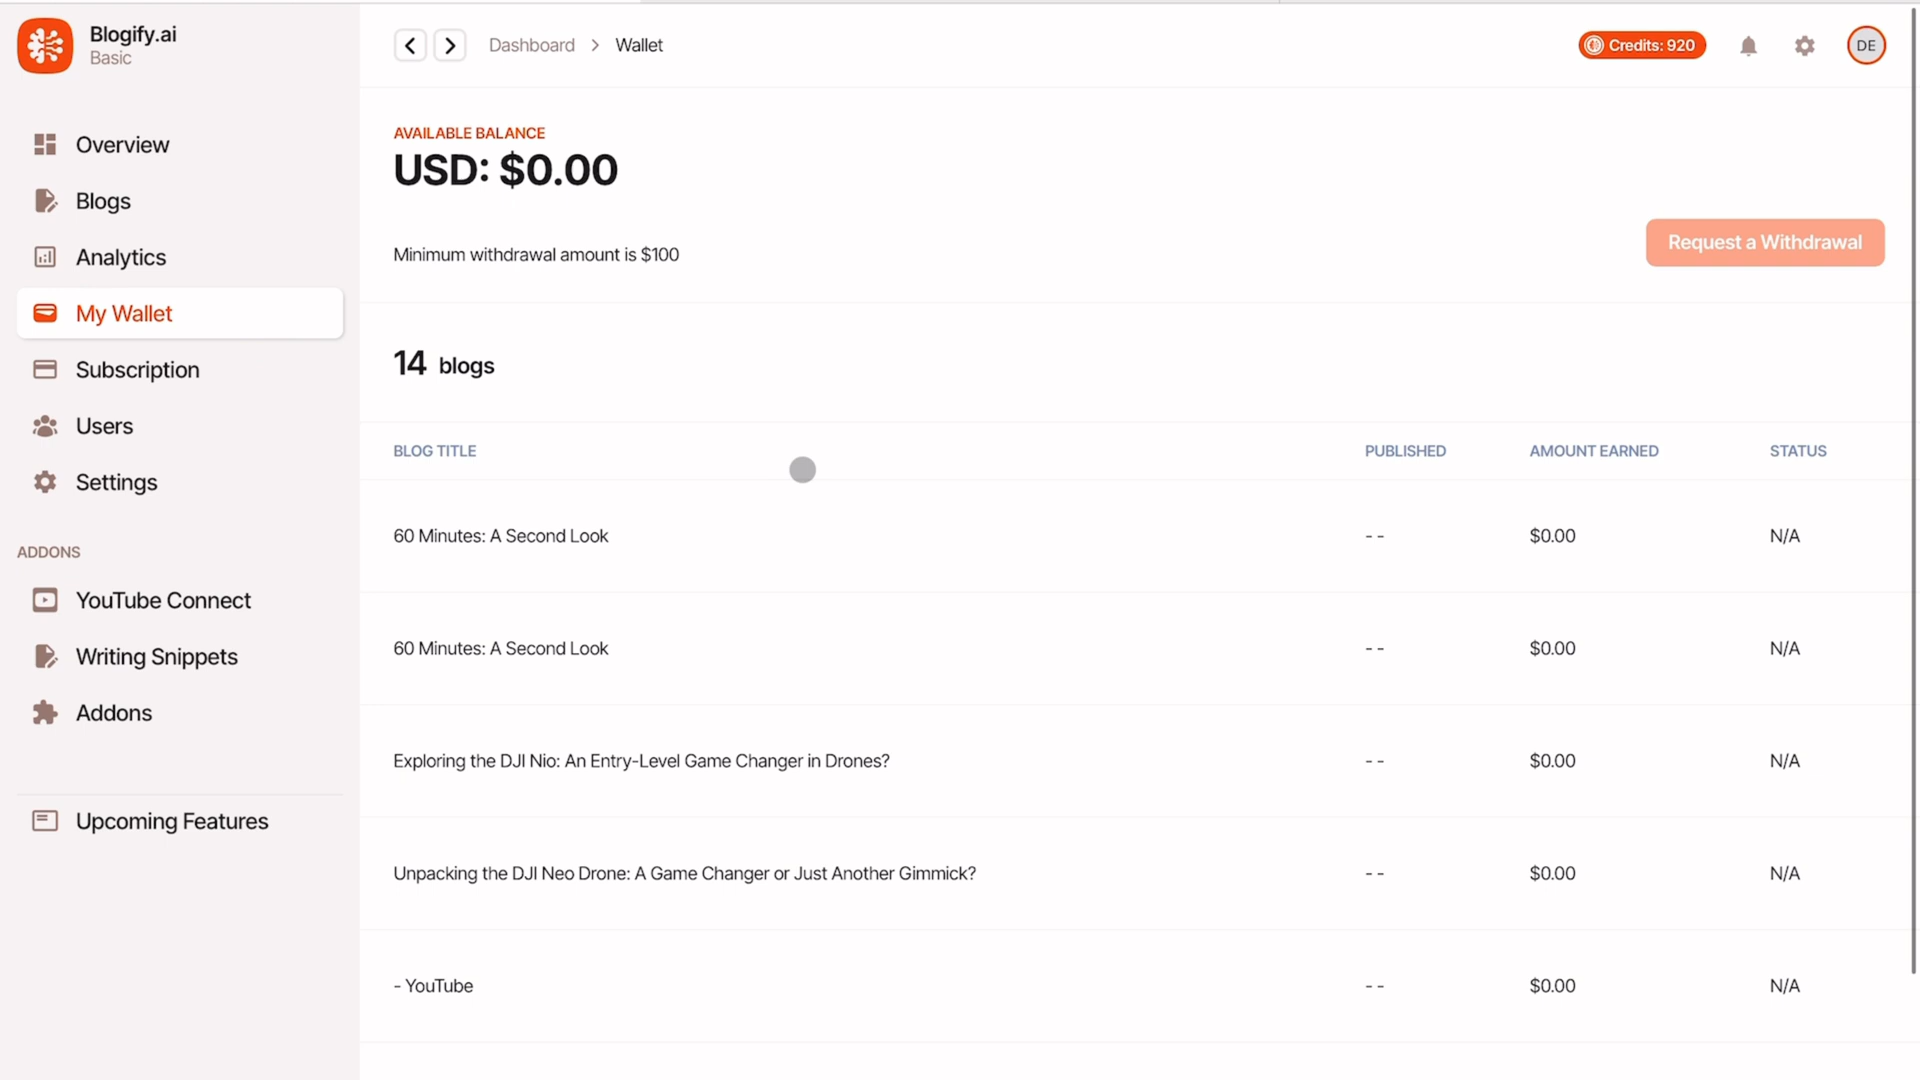 Blogify.ai
Basic
Overview
Blogs
Analytics
My Wallet
Subscription
Users
Settings
ADDONS
YouTube Connect
Writing Snippets
Addons
Upcoming Features
Dashboard > Wallet
Credits: 920
DE
AVAILABLE BALANCE
USD: $0.00
Minimum withdrawal amount is $100
Request a Withdrawal
14 blogs
BLOG TITLE PUBLISHED AMOUNT EARNED STATUS
60 Minutes: A Second Look -- $0.00 N/A
60 Minutes: A Second Look -- $0.00 N/A
Exploring the DJI Nio: An Entry-Level Game Changer in Drones? -- $0.00 N/A
Unpacking the DJI Neo Drone: A Game Changer or Just Another Gimmick? -- $0.00 N/A
- YouTube -- $0.00 N/A